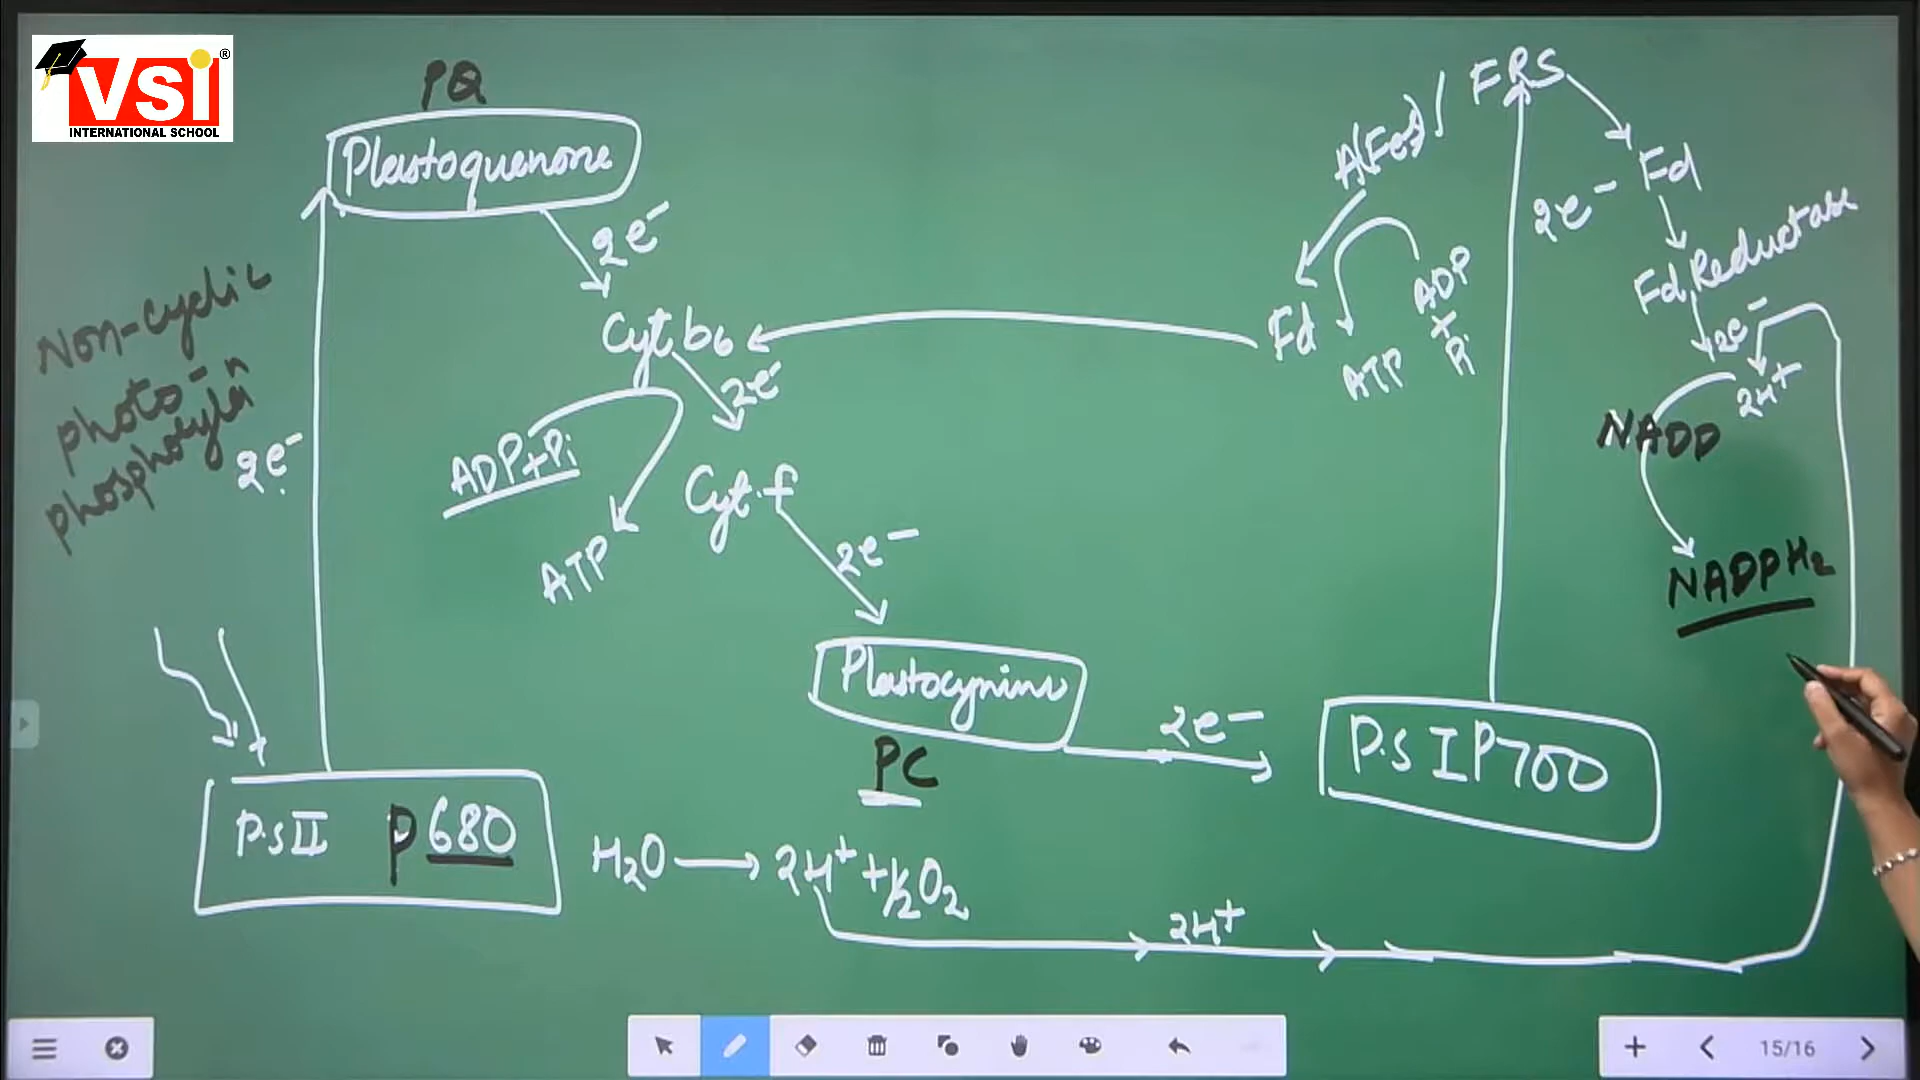 VSI
®
INTERNATIONAL SCHOOL
PQ
Plastoquenone
2e⁻
Cyt b6
2e⁻
ADP+Pi
ATP
Cyt.f
2e⁻
Plastocynine
PC
2e⁻
P.S I P700
FRS
A(FeS)
Fd
ADP
+
Pi
ATP
2e⁻
Fd
Fd Reductase
2e⁻
2H⁺
NADP
NADPH₂
Non-cyclic
photo-
2e⁻
P.S II P680
H₂O → 2H⁺ + ½O₂
2H⁺
15/16